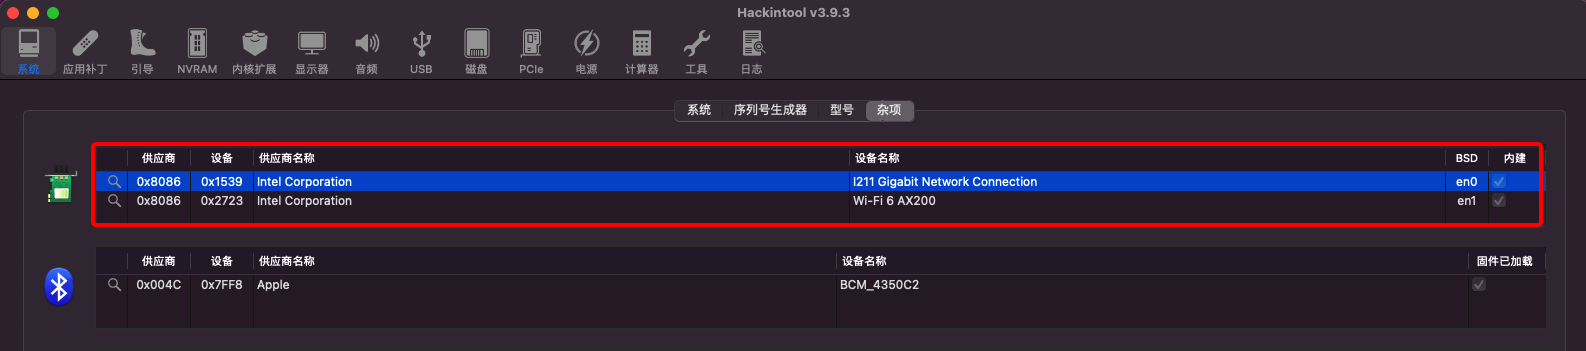 Hackintool v3.9.3
系统 应用补丁 引导 NVRAM 内核扩展 显示器 音频 USB 磁盘 PCIe 电源 计算器 工具 日志
系统 序列号生成器 型号 杂项
供应商 设备 供应商名称 设备名称 BSD 内建
0x8086 0x1539 Intel Corporation I211 Gigabit Network Connection en0
0x8086 0x2723 Intel Corporation Wi-Fi 6 AX200 en1
供应商 设备 供应商名称 设备名称 固件已加载
0x004C 0x7FF8 Apple BCM_4350C2